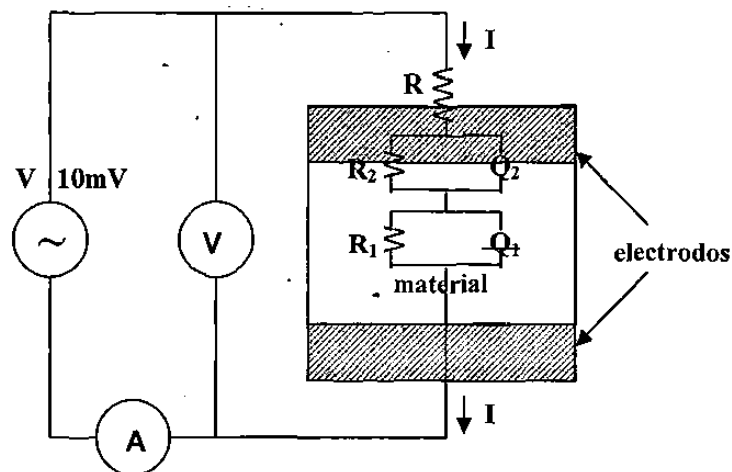 I
R
V 10mV
R₂
Q₂
~
V
R₁
Q₁
electrodos
material
A
I